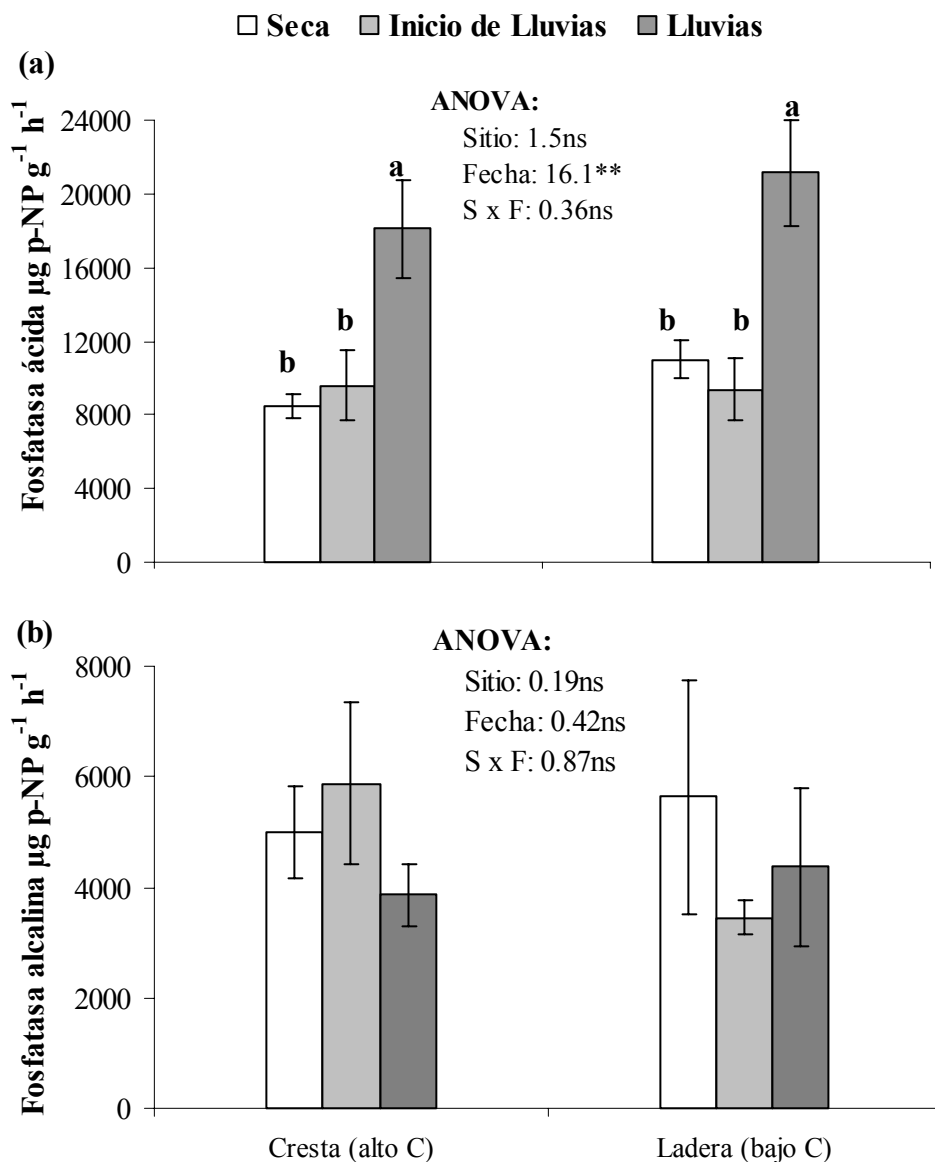 Seca Inicio de Lluvias Lluvias
(a)
ANOVA:
Sitio: 1.5ns
Fecha: 16.1**
S x F: 0.36ns
Fosfatasa ácida µg p-NP g⁻¹ h⁻¹
24000
20000
16000
12000
8000
4000
0
b
b
a
b
b
a
(b)
ANOVA:
Sitio: 0.19ns
Fecha: 0.42ns
S x F: 0.87ns
Fosfatasa alcalina µg p-NP g⁻¹ h⁻¹
8000
6000
4000
2000
0
Cresta (alto C) Ladera (bajo C)